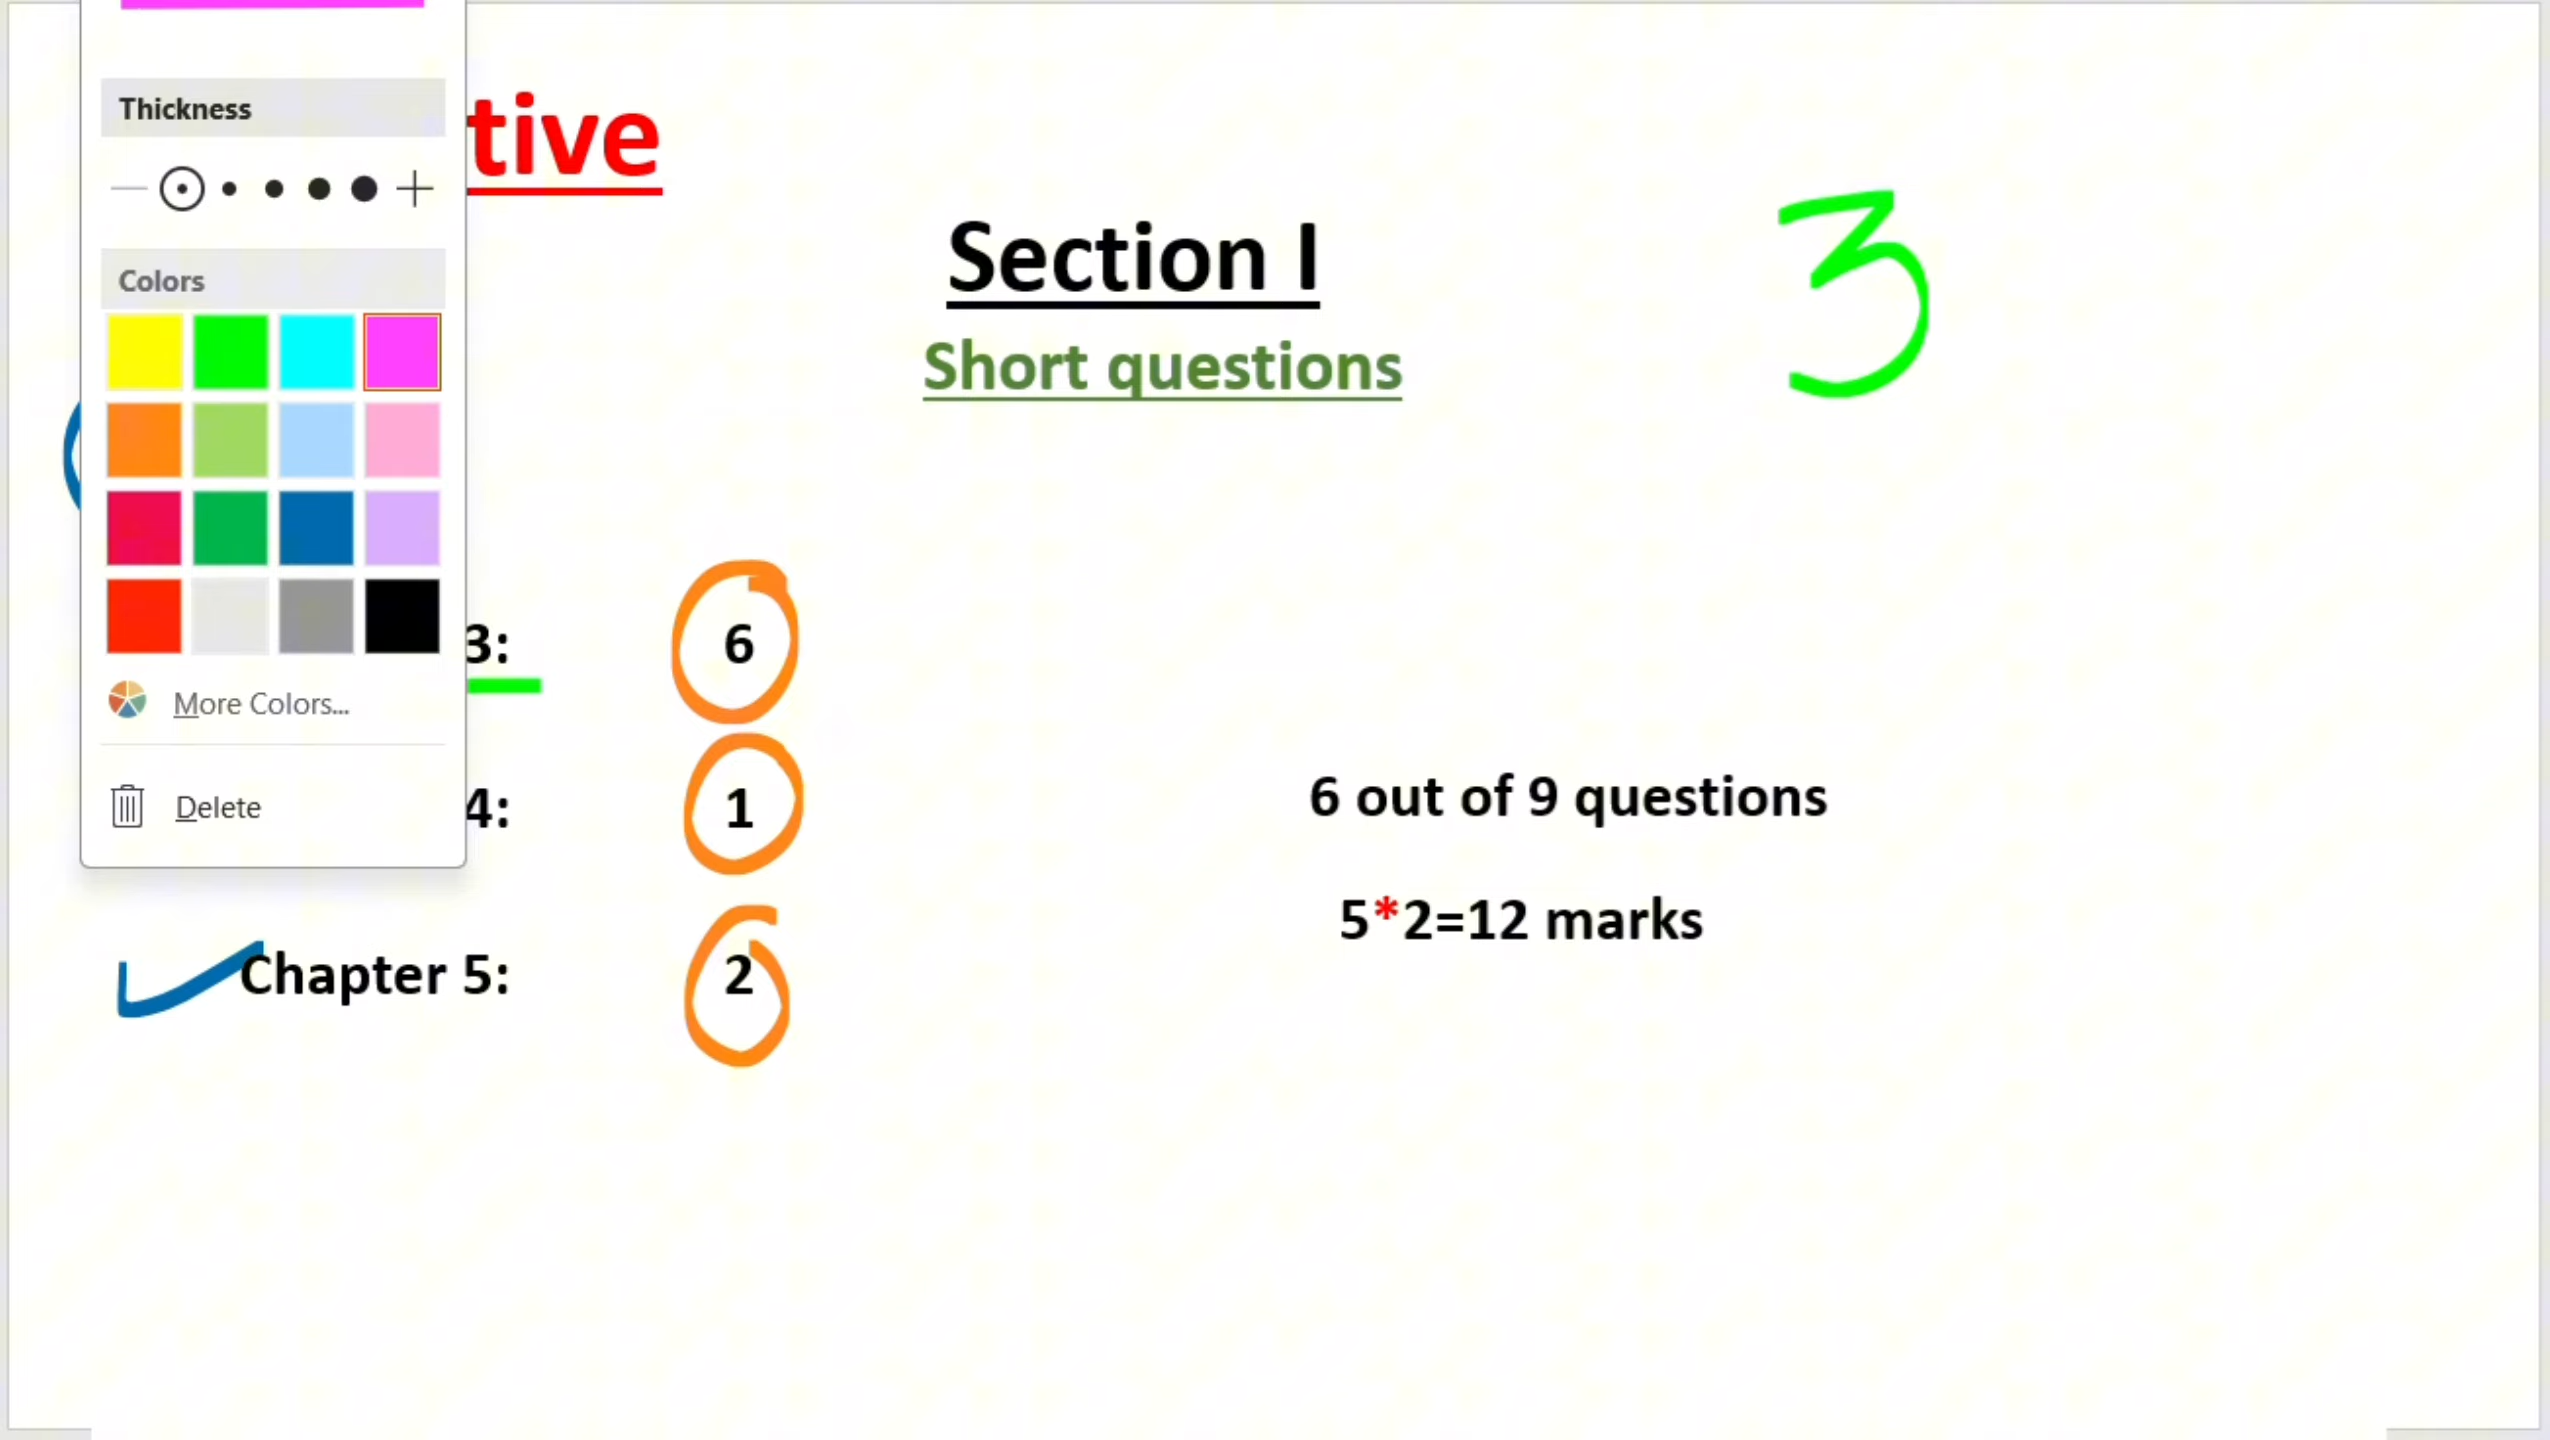 Thickness
tive
Section I
3
Colors
Short questions
3:
6
More Colors...
Delete
4:
1
6 out of 9 questions
5*2=12 marks
Chapter 5:
2